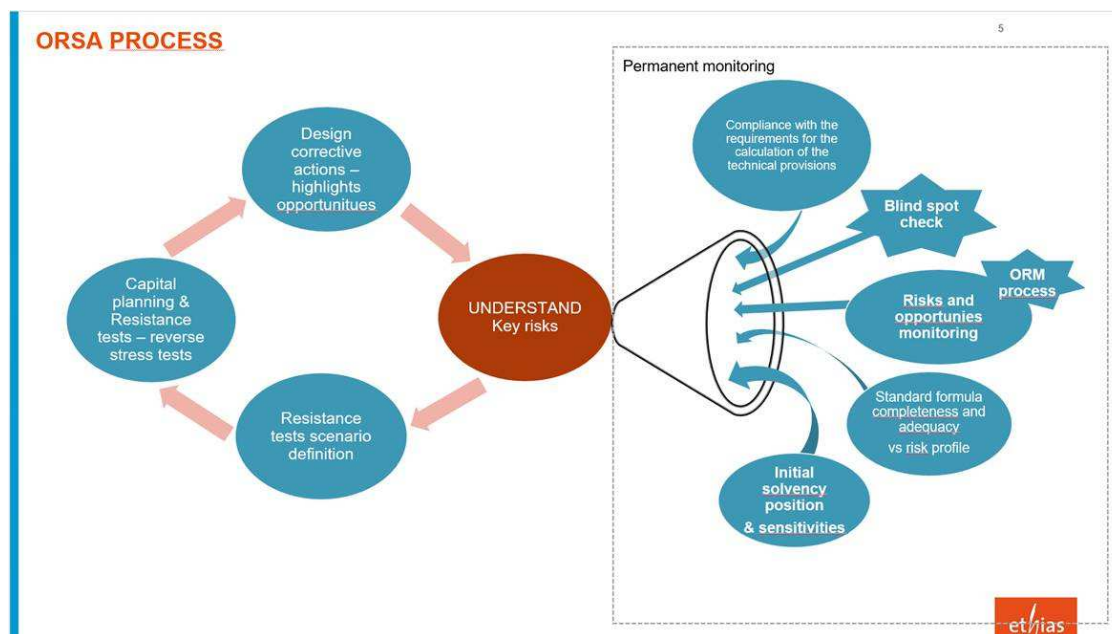 ORSA PROCESS
5
Permanent monitoring
Design
corrective
actions –
highlights
opportunitues
Compliance with the
requirements for the
calculation of the
technical provisions
Blind spot
check
ORM
process
Capital
planning &
Resistance
tests – reverse
stress tests
UNDERSTAND
Key risks
Risks and
opportunies
monitoring
Resistance
tests scenario
definition
Standard formula
completeness and
adequacy
vs risk profile
Initial
solvency
position
& sensitivities
ethias